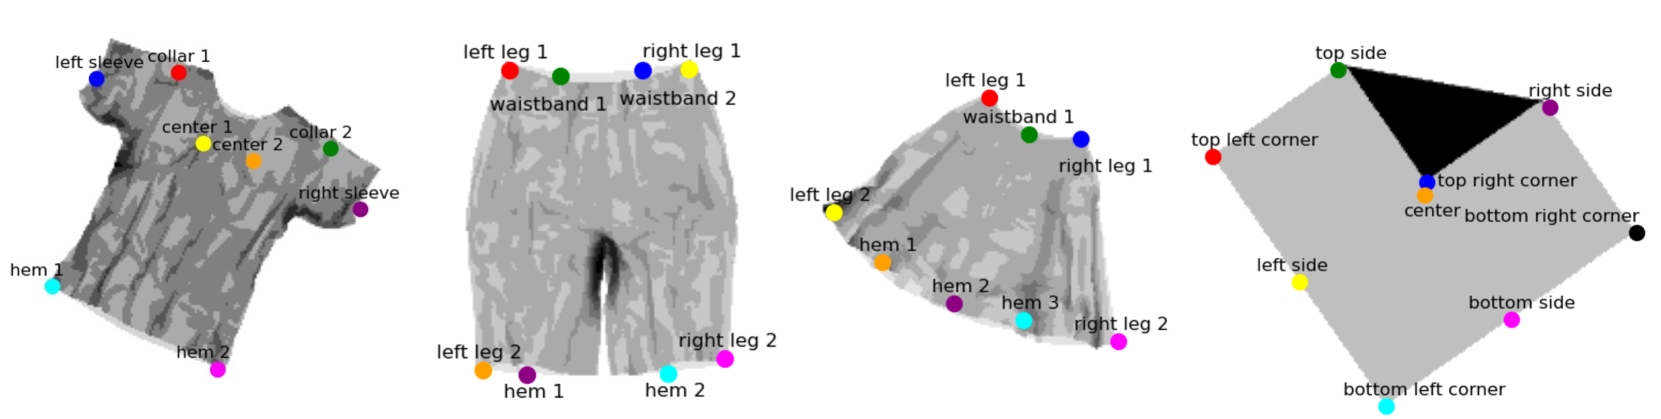 left sleeve
collar 1
center 1
center 2
collar 2
right sleeve
hem 1
hem 2
left leg 1
right leg 1
waistband 1
waistband 2
left leg 2
right leg 2
hem 1
hem 2
left leg 1
waistband 1
right leg 1
left leg 2
hem 1
hem 2
hem 3
right leg 2
top side
right side
top left corner
top right corner
center
bottom right corner
left side
bottom side
bottom left corner